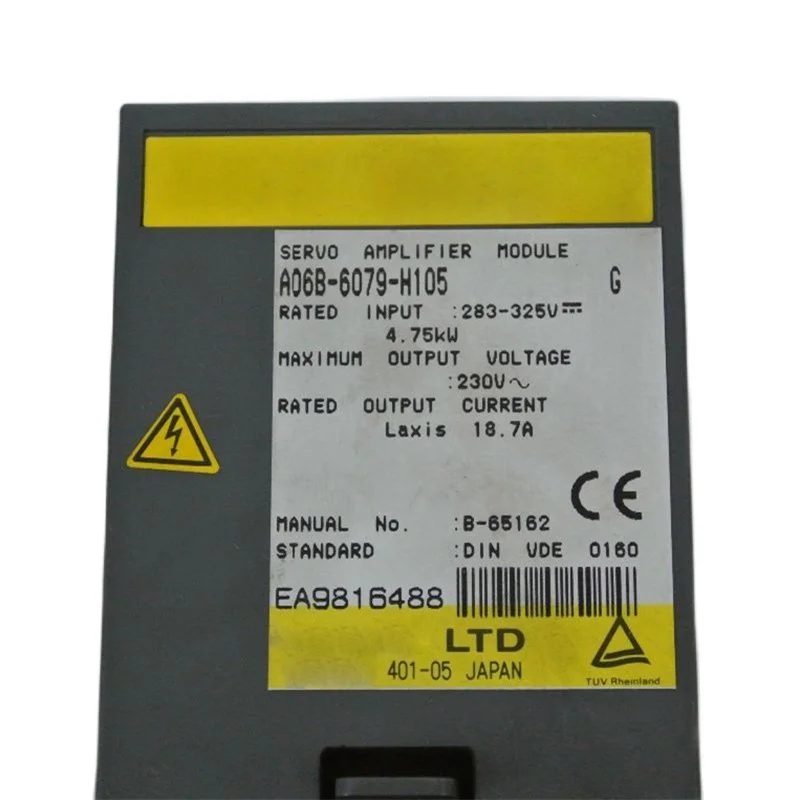 SERVO AMPLIFIER MODULE
A06B-6079-H105 G
RATED INPUT :283-325V⎓
4.75kW
MAXIMUM OUTPUT VOLTAGE
:230V~
RATED OUTPUT CURRENT
Laxis 18.7A
CE
MANUAL No. :B-65162
STANDARD :DIN VDE 0160
EA9816488
LTD
401-05 JAPAN
TUV Rheinland